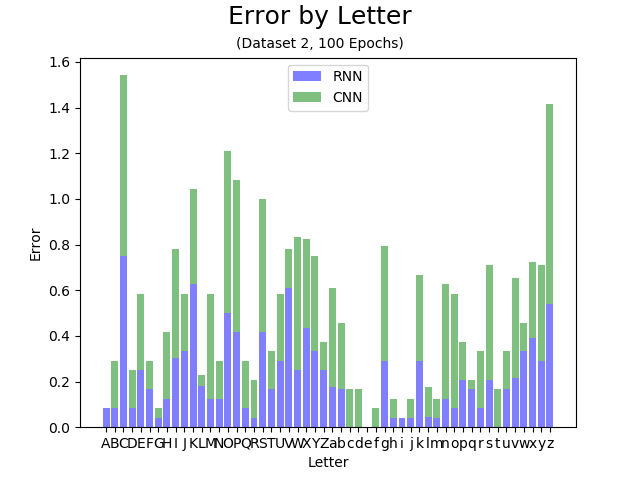 Error by Letter
(Dataset 2, 100 Epochs)
RNN
CNN
1.6
1.4
1.2
1.0
0.8
0.6
0.4
0.2
0.0
Error
A B C D E F G H I J K L M N O P Q R S T U V W X Y Z a b c d e f g h i j k l m n o p q r s t u v w x y z
Letter